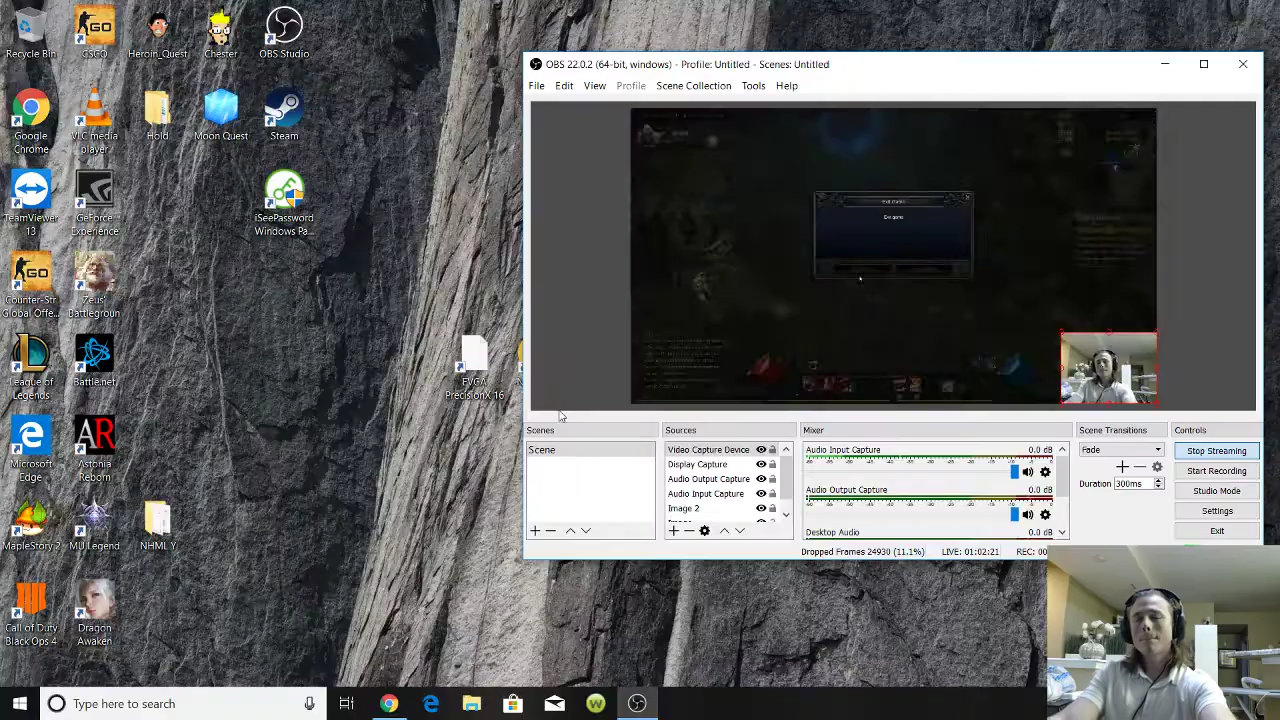 Recycle Bin
CSCO
Heroin_Quest
Chester
OBS Studio
Google Chrome
VLC media player
Hold
Moon Quest
Steam
TeamViewer 13
GeForce Experience
iSeePassword Windows Pa...
Counter-Str Global Offe...
Zeus' Battlegroun
League of Legends
Battle.net
EVGA PrecisionX 16
Microsoft Edge
Astonia Reborn
MapleStory 2
MU Legend
NHML Y
Call of Duty Black Ops 4
Dragon Awaken
OBS 22.0.2 (64-bit, windows) - Profile: Untitled - Scenes: Untitled
File Edit View Profile Scene Collection Tools Help
Exit game
Scenes
Scene
Sources
Video Capture Device
Display Capture
Audio Output Capture
Audio Input Capture
Image 2
Mixer
Audio Input Capture 0.0 dB
Audio Output Capture 0.0 dB
Desktop Audio 0.0 dB
Scene Transitions
Fade
Duration 300ms
Controls
Stop Streaming
Start Recording
Studio Mode
Settings
Exit
Dropped Frames 24930 (11.1%) LIVE: 01:02:21 REC: 00
Type here to search